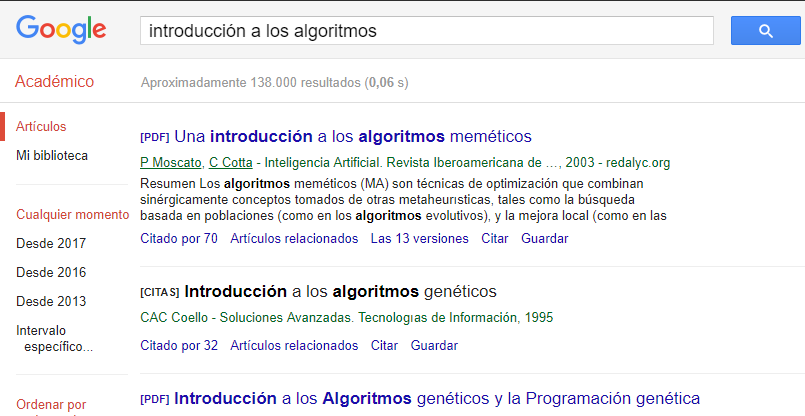 Google
introducción a los algoritmos
Académico
Aproximadamente 138.000 resultados (0,06 s)
Artículos
Mi biblioteca
Cualquier momento
Desde 2017
Desde 2016
Desde 2013
Intervalo
específico...
Ordenar por
[PDF] Una introducción a los algoritmos meméticos
P Moscato, C Cotta - Inteligencia Artificial. Revista Iberoamericana de ..., 2003 - redalyc.org
Resumen Los algoritmos meméticos (MA) son técnicas de optimización que combinan
sinérgicamente conceptos tomados de otras metaheurıstas, tales como la búsqueda
basada en poblaciones (como en los algoritmos evolutivos), y la mejora local (como en las
Citado por 70 Artículos relacionados Las 13 versiones Citar Guardar
[CITAS] Introducción a los algoritmos genéticos
CAC Coello - Soluciones Avanzadas. Tecnologıas de Información, 1995
Citado por 32 Artículos relacionados Citar Guardar
[PDF] Introducción a los Algoritmos genéticos y la Programación genética